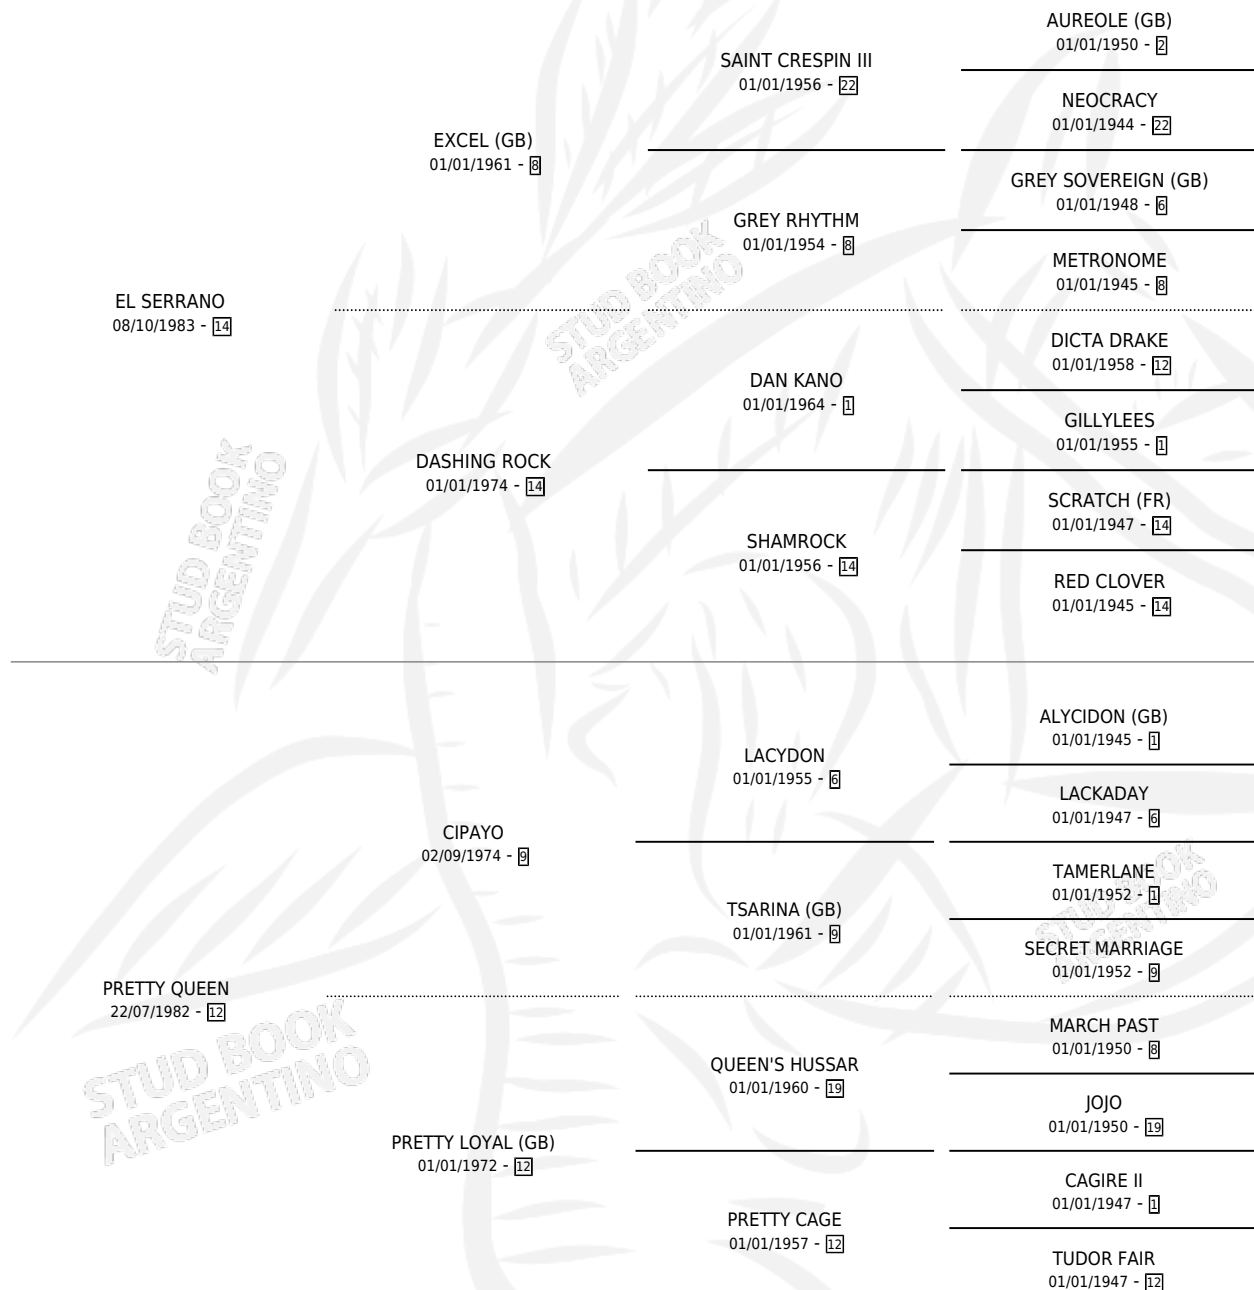 AUREOLE (GB)
01/01/1950 - 2
SAINT CRESPIN III
01/01/1956 - 22
NEOCRACY
01/01/1944 - 22
EXCEL (GB)
01/01/1961 - 8
GREY SOVEREIGN (GB)
01/01/1948 - 6
GREY RHYTHM
01/01/1954 - 8
METRONOME
01/01/1945 - 8
EL SERRANO
08/10/1983 - 14
DICTA DRAKE
01/01/1958 - 12
DAN KANO
01/01/1964 - 1
GILLYLEES
01/01/1955 - 1
DASHING ROCK
01/01/1974 - 14
SCRATCH (FR)
01/01/1947 - 14
SHAMROCK
01/01/1956 - 14
RED CLOVER
01/01/1945 - 14
ALYCIDON (GB)
01/01/1945 - 1
LACYDON
01/01/1955 - 6
LACKADAY
01/01/1947 - 6
CIPAYO
02/09/1974 - 9
TAMERLANE
01/01/1952 - 1
TSARINA (GB)
01/01/1961 - 9
SECRET MARRIAGE
01/01/1952 - 9
PRETTY QUEEN
22/07/1982 - 12
MARCH PAST
01/01/1950 - 8
QUEEN'S HUSSAR
01/01/1960 - 19
JOJO
01/01/1950 - 19
PRETTY LOYAL (GB)
01/01/1972 - 12
CAGIRE II
01/01/1947 - 1
PRETTY CAGE
01/01/1957 - 12
TUDOR FAIR
01/01/1947 - 12
STUD BOOK
ARGENTINO
STUD BOOK
ARGENTINO
STUD BOOK
ARGENTINO
STUD BOOK
ARGENTINO